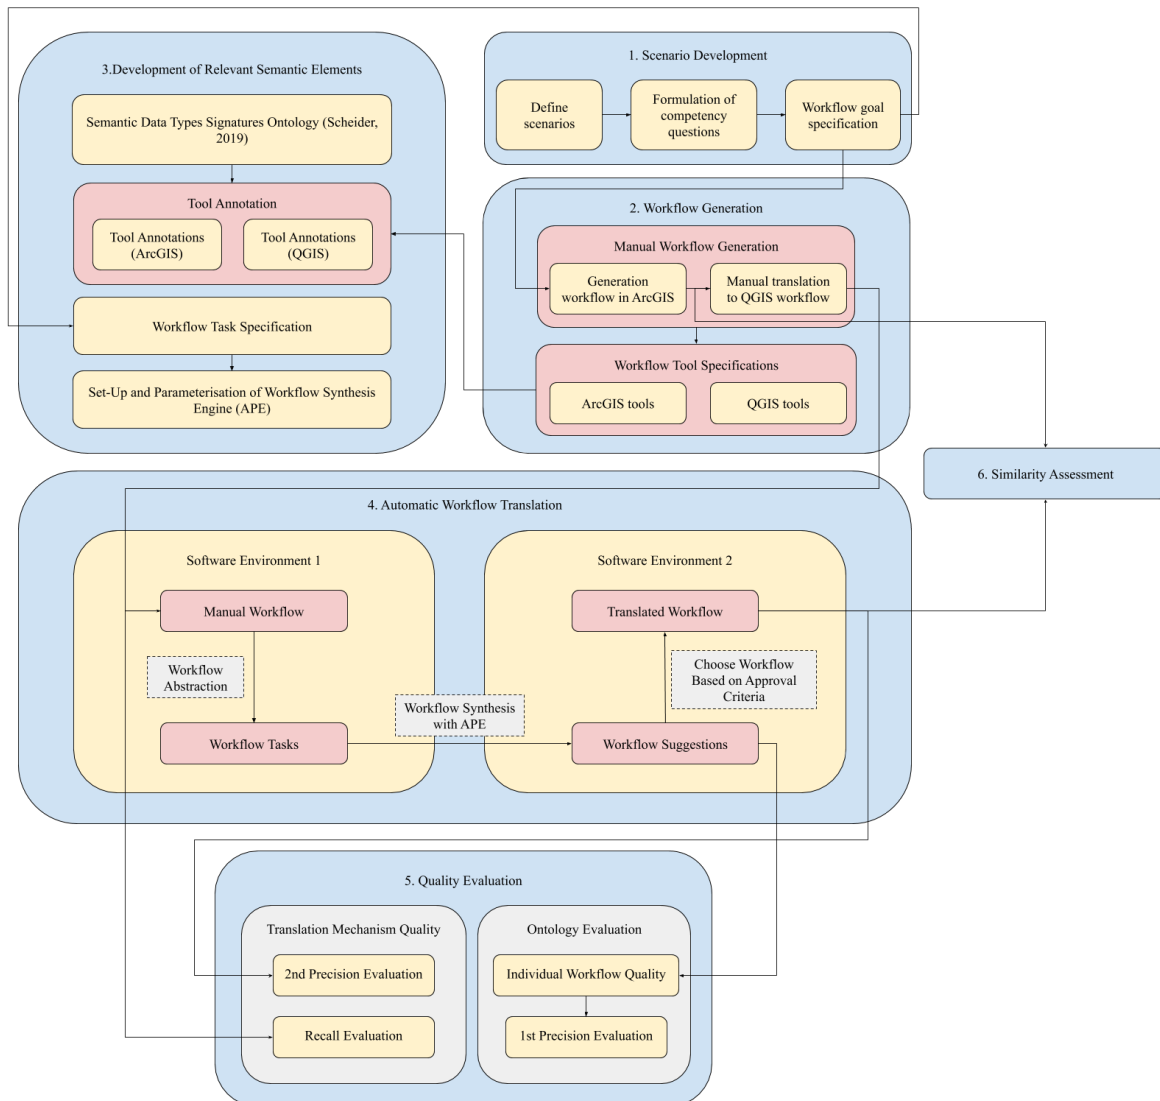 1. Scenario Development
Define
scenarios
Formulation of
competency
questions
Workflow goal
specification
2. Workflow Generation
Manual Workflow Generation
Generation
workflow in ArcGIS
Manual translation
to QGIS workflow
Workflow Tool Specifications
ArcGIS tools
QGIS tools
3.Development of Relevant Semantic Elements
Semantic Data Types Signatures Ontology (Scheider,
2019)
Tool Annotation
Tool Annotations
(ArcGIS)
Tool Annotations
(QGIS)
Workflow Task Specification
Set-Up and Parameterisation of Workflow Synthesis
Engine (APE)
4. Automatic Workflow Translation
Software Environment 1
Manual Workflow
Workflow
Abstraction
Workflow Tasks
Workflow Synthesis
with APE
Software Environment 2
Translated Workflow
Choose Workflow
Based on Approval
Criteria
Workflow Suggestions
5. Quality Evaluation
Translation Mechanism Quality
2nd Precision Evaluation
Recall Evaluation
Ontology Evaluation
Individual Workflow Quality
1st Precision Evaluation
6. Similarity Assessment